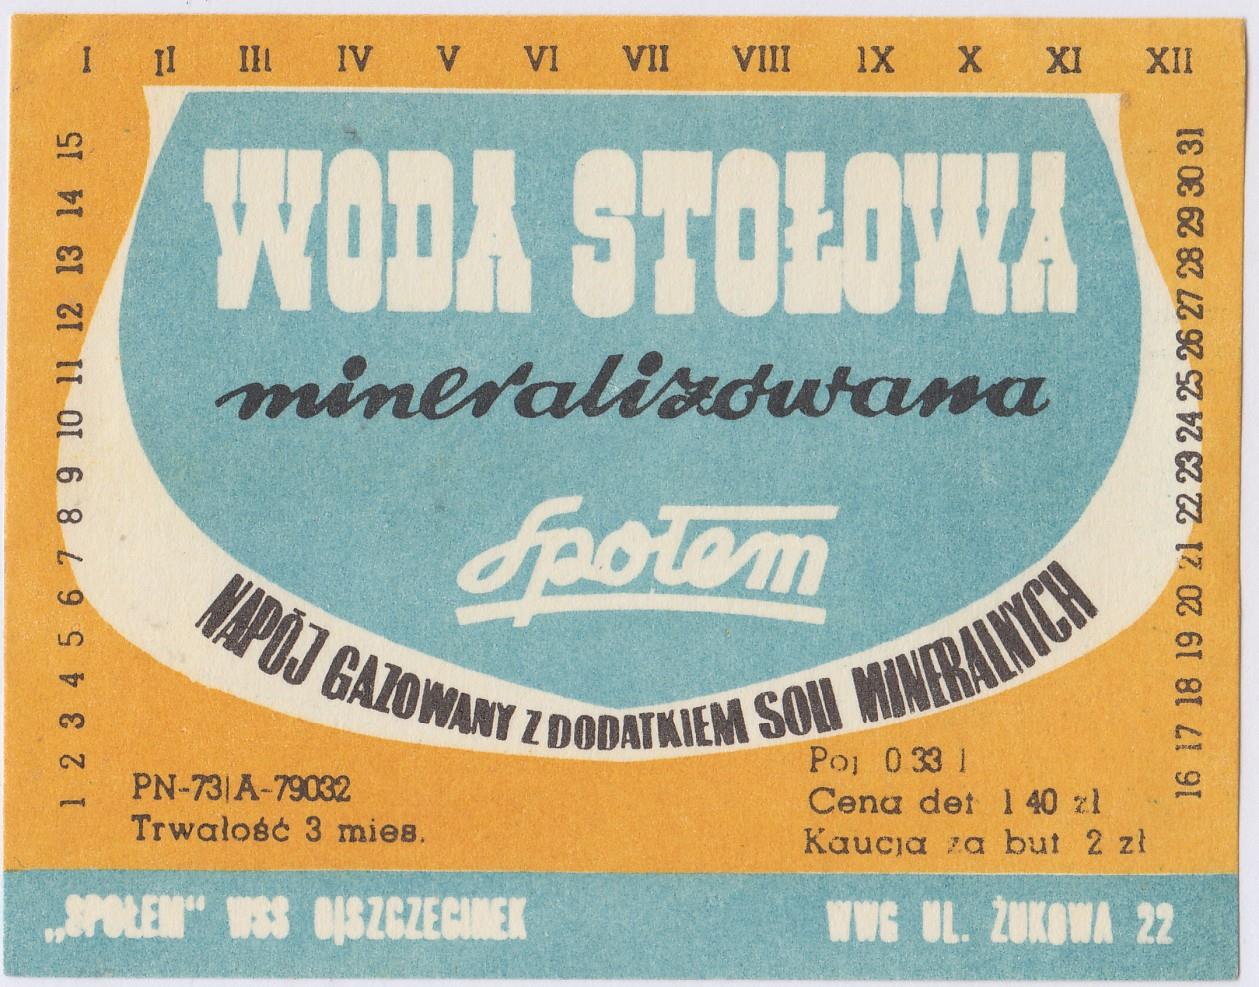 I II III IV V VI VII VIII IX X XI XII
1 2 3 4 5 6 7 8 9 10 11 12 13 14 15
WODA STOŁOWA
mineralizowana
Społem
NAPÓJ GAZOWANY Z DODATKIEM SOLI MINERALNYCH
16 17 18 19 20 21 22 23 24 25 26 27 28 29 30 31
PN-73|A-79032
Trwałość 3 mies.
Poj 0 33 l
Cena det 1 40 zł
Kaucja za but 2 zł
„SPOŁEM" WSS O|SZCZECINEK
WWG UL. ŻUKOWA 22